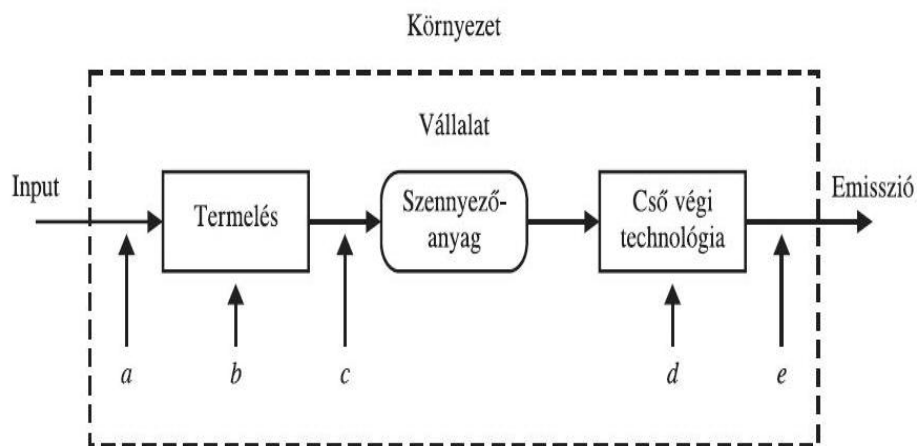 Környezet
Vállalat
Input
Termelés
Szennyező-
anyag
Cső végi
technológia
Emisszió
a
b
c
d
e